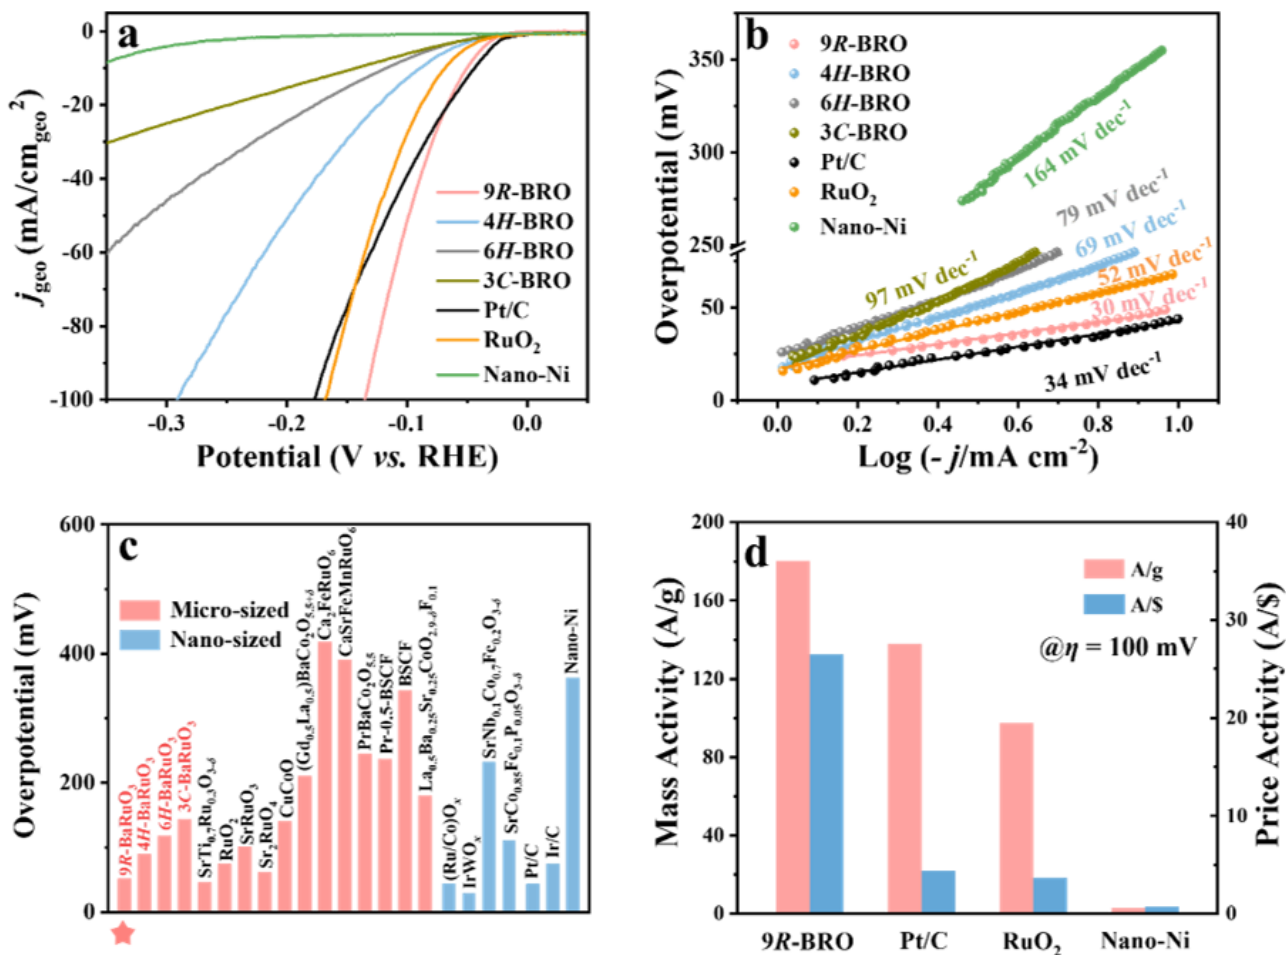 a
0
-20
-40
-60
-80
-100
j_geo (mA/cm_geo²)
-0.3
-0.2
-0.1
0.0
Potential (V vs. RHE)
9R-BRO
4H-BRO
6H-BRO
3C-BRO
Pt/C
RuO₂
Nano-Ni
b
350
300
250
50
0
Overpotential (mV)
0.0
0.2
0.4
0.6
0.8
1.0
Log (- j/mA cm⁻²)
9R-BRO
4H-BRO
6H-BRO
3C-BRO
Pt/C
RuO₂
Nano-Ni
164 mV dec⁻¹
79 mV dec⁻¹
69 mV dec⁻¹
97 mV dec⁻¹
52 mV dec⁻¹
30 mV dec⁻¹
34 mV dec⁻¹
c
600
400
200
0
Overpotential (mV)
Micro-sized
Nano-sized
9R-BaRuO₃
4H-BaRuO₃
6H-BaRuO₃
3C-BaRuO₃
SrTi₀.₇Ru₀.₃O₃₋δ
RuO₂
SrRuO₃
Sr₂RuO₄
CuCoO
(Gd₀.₅La₀.₅)BaCo₂O₅.₅₊δ
Ca₂FeRuO₆
CaSrFeMnRuO₆
PrBaCo₂O₅.₅
Pr-0.5-BSCF
BSCF
La₀.₅Ba₀.₂₅Sr₀.₂₅CoO₂.₉₋δF₀.₁
(Ru/Co)Oₓ
IrWOₓ
SrNb₀.₁Co₀.₇Fe₀.₂O₃₋δ
SrCo₀.₈₅Fe₀.₁P₀.₀₅O₃₋δ
Pt/C
Ir/C
Nano-Ni
d
200
160
120
80
40
0
Mass Activity (A/g)
40
30
20
10
0
Price Activity (A/$)
A/g
A/$
@η = 100 mV
9R-BRO
Pt/C
RuO₂
Nano-Ni